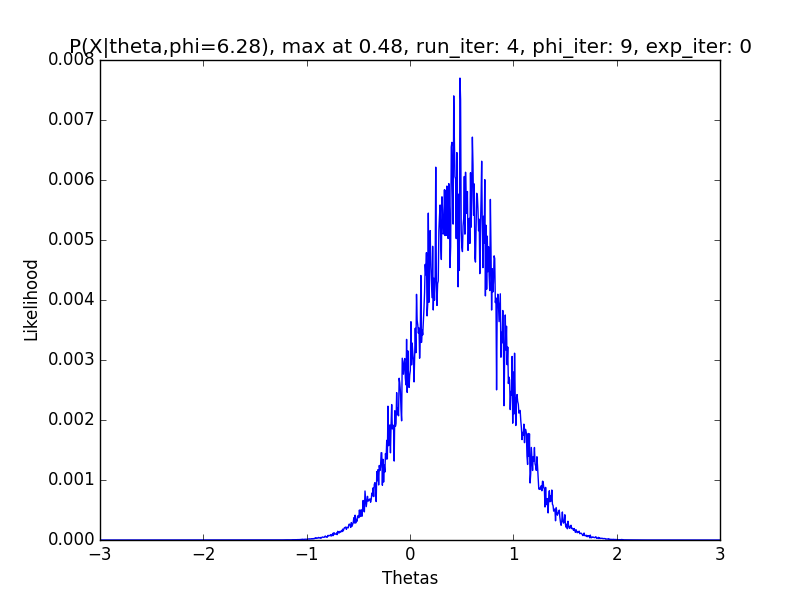 P(X|theta,phi=6.28), max at 0.48, run_iter: 4, phi_iter: 9, exp_iter: 0
0.008
0.007
0.006
0.005
0.004
0.003
0.002
0.001
0.000
Likelihood
−3 −2 −1 0 1 2 3
Thetas